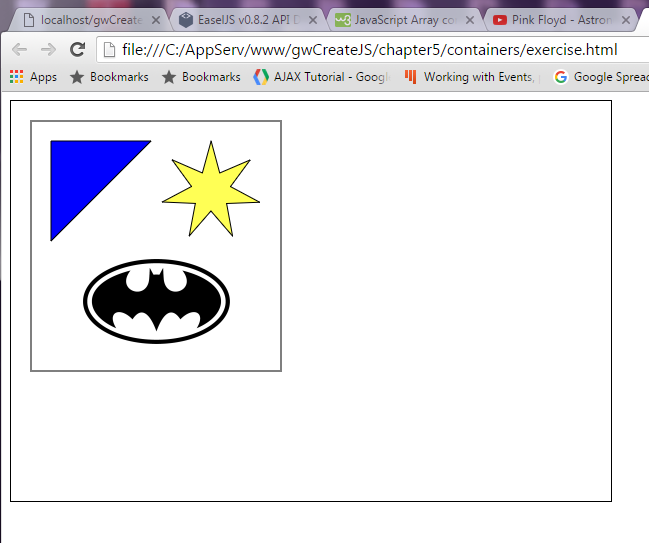 localhost/gwCreate
EaselJS v0.8.2 API D
JavaScript Array co
Pink Floyd - Astron
file:///C:/AppServ/www/gwCreateJS/chapter5/containers/exercise.html
Apps
Bookmarks
Bookmarks
AJAX Tutorial - Googl
Working with Events,
Google Spread